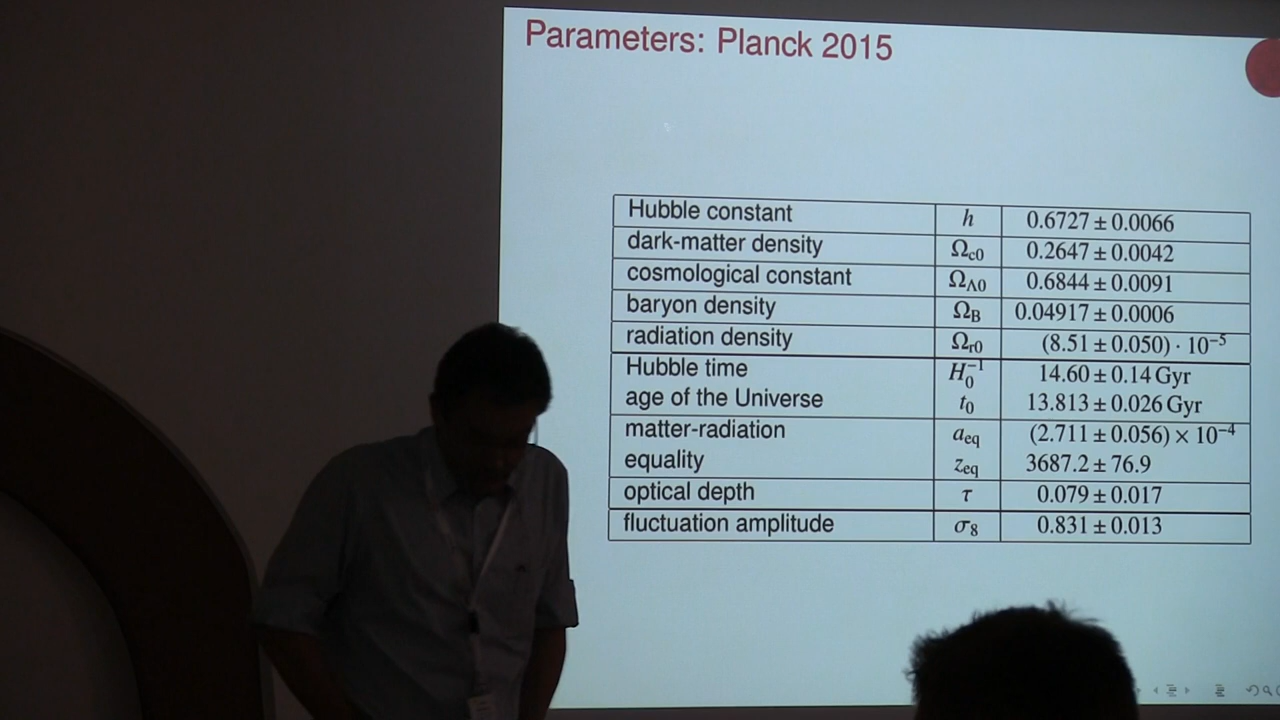 Parameters: Planck 2015
Hubble constant h 0.6727 ± 0.0066
dark-matter density Ωc0 0.2647 ± 0.0042
cosmological constant ΩΛ0 0.6844 ± 0.0091
baryon density ΩB 0.04917 ± 0.0006
radiation density Ωr0 (8.51 ± 0.050) · 10⁻⁵
Hubble time H₀⁻¹ 14.60 ± 0.14 Gyr
age of the Universe t₀ 13.813 ± 0.026 Gyr
matter-radiation aeq (2.711 ± 0.056) × 10⁻⁴
equality zeq 3687.2 ± 76.9
optical depth τ 0.079 ± 0.017
fluctuation amplitude σ₈ 0.831 ± 0.013